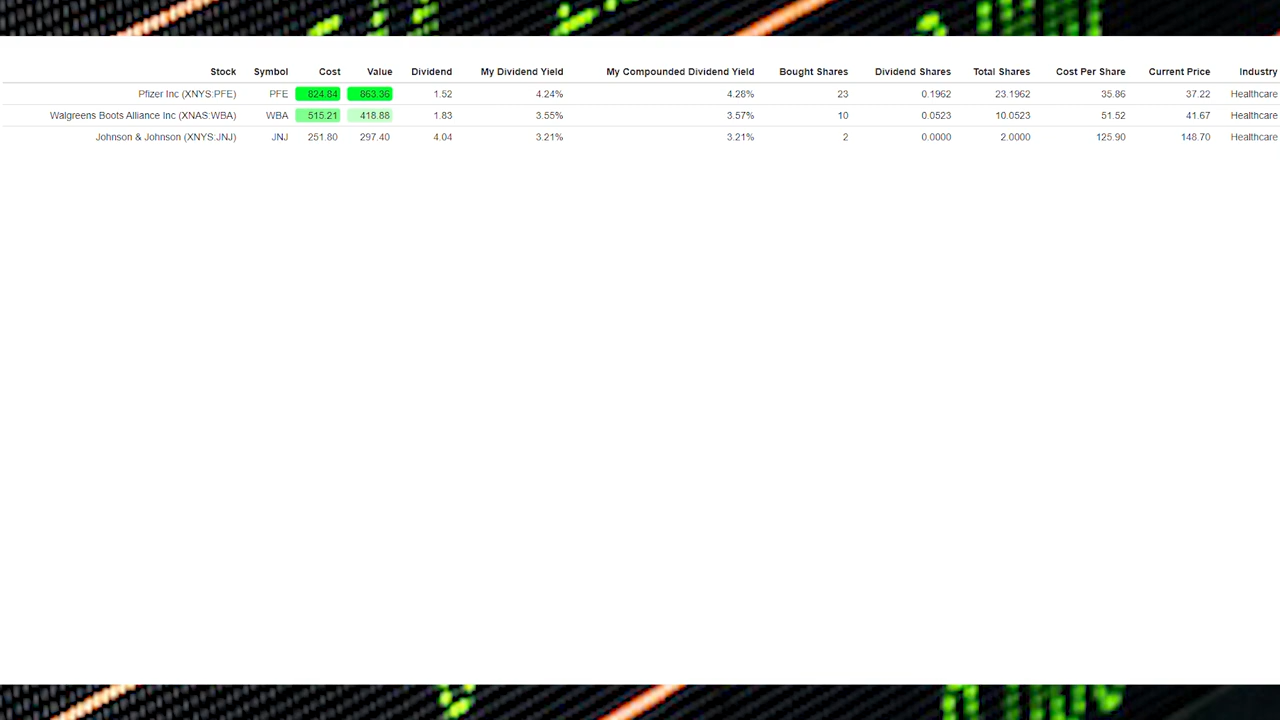 Stock Symbol Cost Value Dividend My Dividend Yield My Compounded Dividend Yield Bought Shares Dividend Shares Total Shares Cost Per Share Current Price Industry
Pfizer Inc (XNYS:PFE) PFE 824.84 863.36 1.52 4.24% 4.28% 23 0.1962 23.1962 35.86 37.22 Healthcare
Walgreens Boots Alliance Inc (XNAS:WBA) WBA 515.21 418.88 1.83 3.55% 3.57% 10 0.0523 10.0523 51.52 41.67 Healthcare
Johnson & Johnson (XNYS:JNJ) JNJ 251.80 297.40 4.04 3.21% 3.21% 2 0.0000 2.0000 125.90 148.70 Healthcare